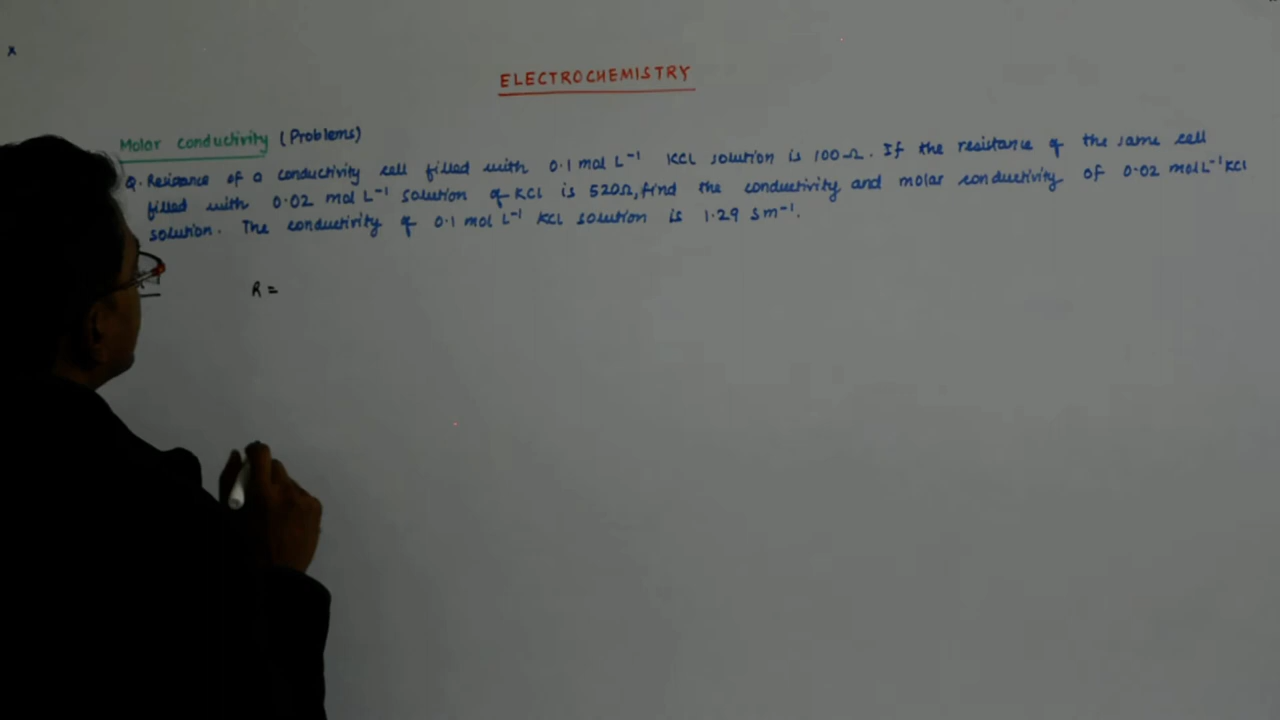 x
ELECTROCHEMISTRY
Molar conductivity (Problems)
Q. Resistance of a conductivity cell filled with 0.1 mol L⁻¹ KCl solution is 100Ω. If the resistance of the same cell
filled with 0.02 mol L⁻¹ solution of KCl is 520Ω, find the conductivity and molar conductivity of 0.02 mol L⁻¹ KCl
solution. The conductivity of 0.1 mol L⁻¹ KCl solution is 1.29 Sm⁻¹.
R =